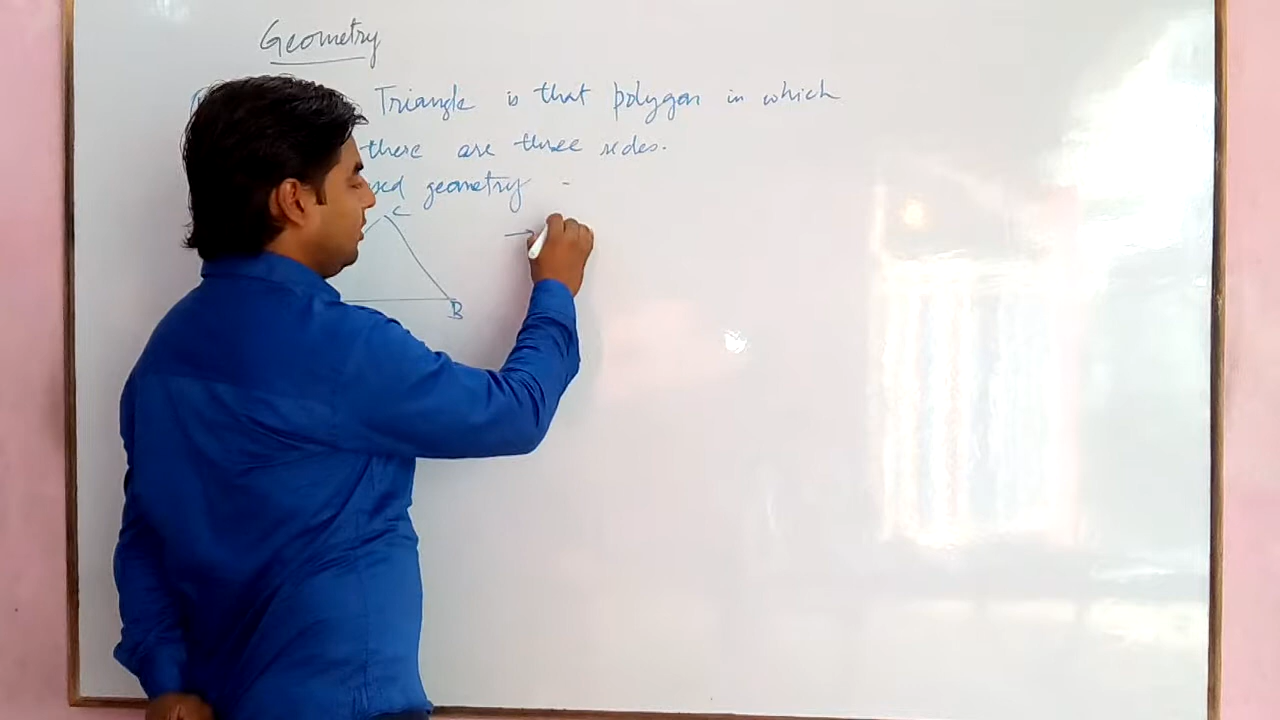 Geometry
Triangle is that polygon in which
there are three sides.
geometry -
C
→
B